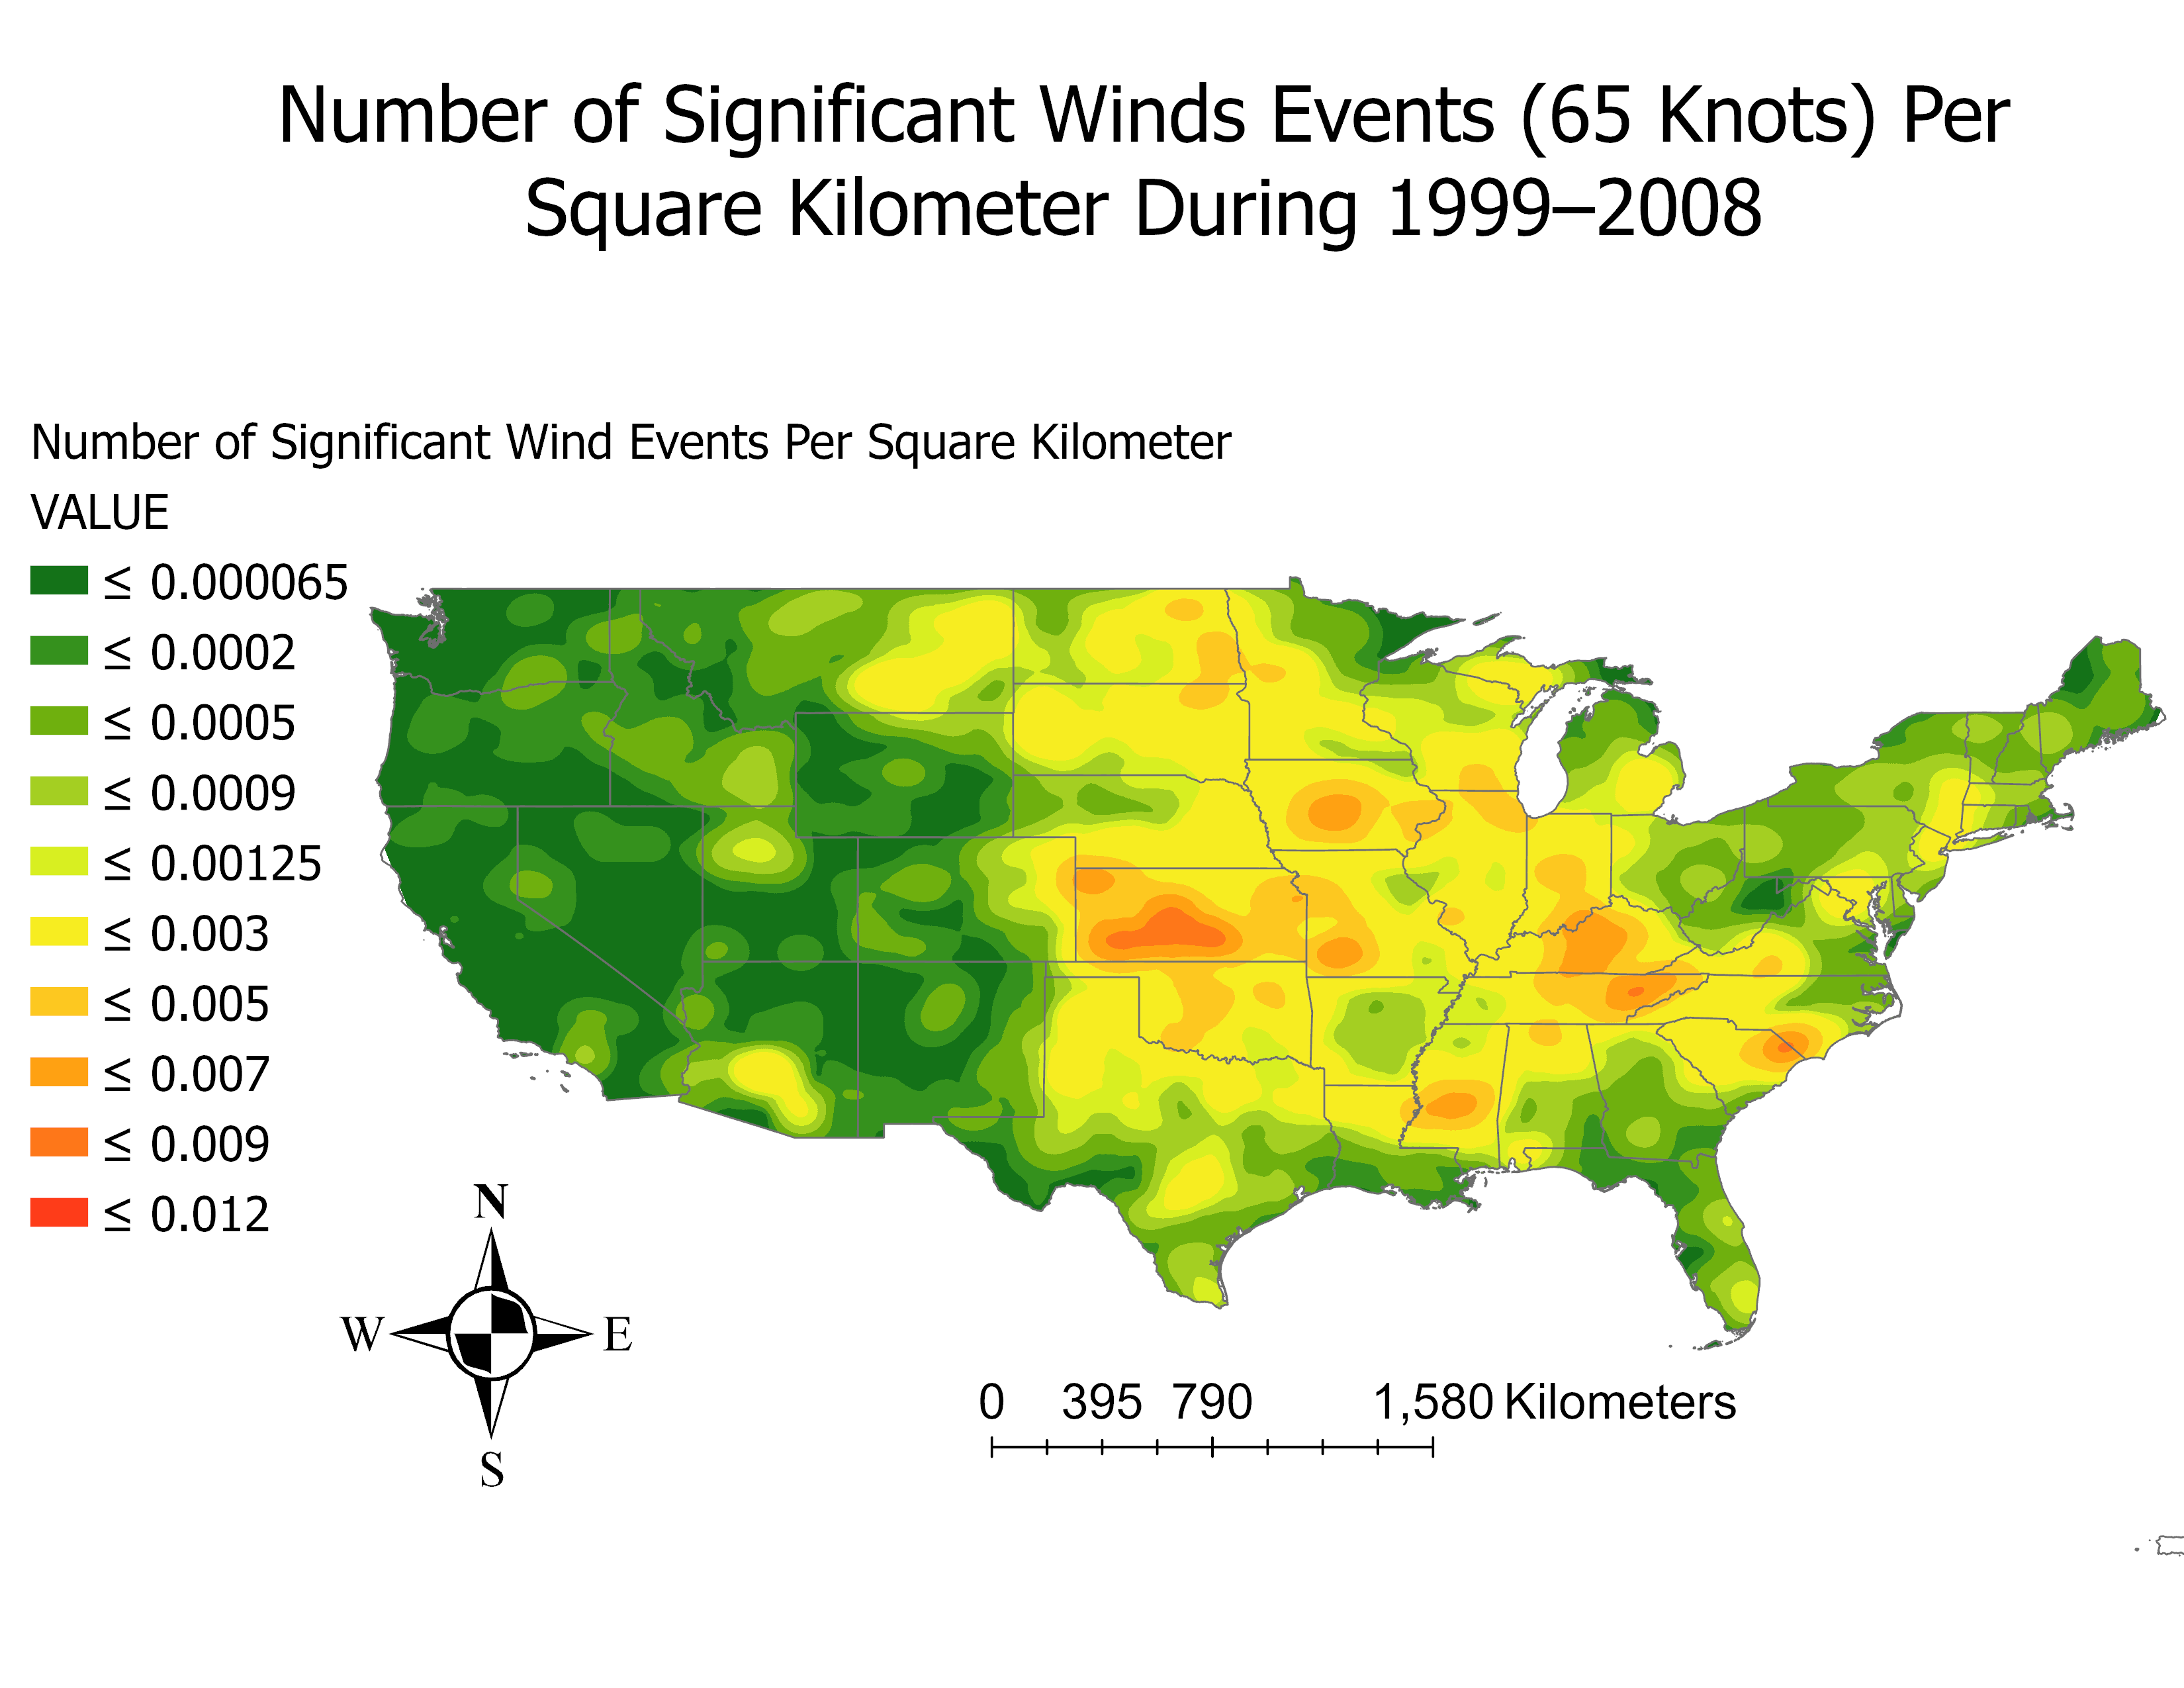 Number of Significant Winds Events (65 Knots) Per
Square Kilometer During 1999–2008
Number of Significant Wind Events Per Square Kilometer
VALUE
≤ 0.000065
≤ 0.0002
≤ 0.0005
≤ 0.0009
≤ 0.00125
≤ 0.003
≤ 0.005
≤ 0.007
≤ 0.009
≤ 0.012
N
W E
S
0 395 790 1,580 Kilometers